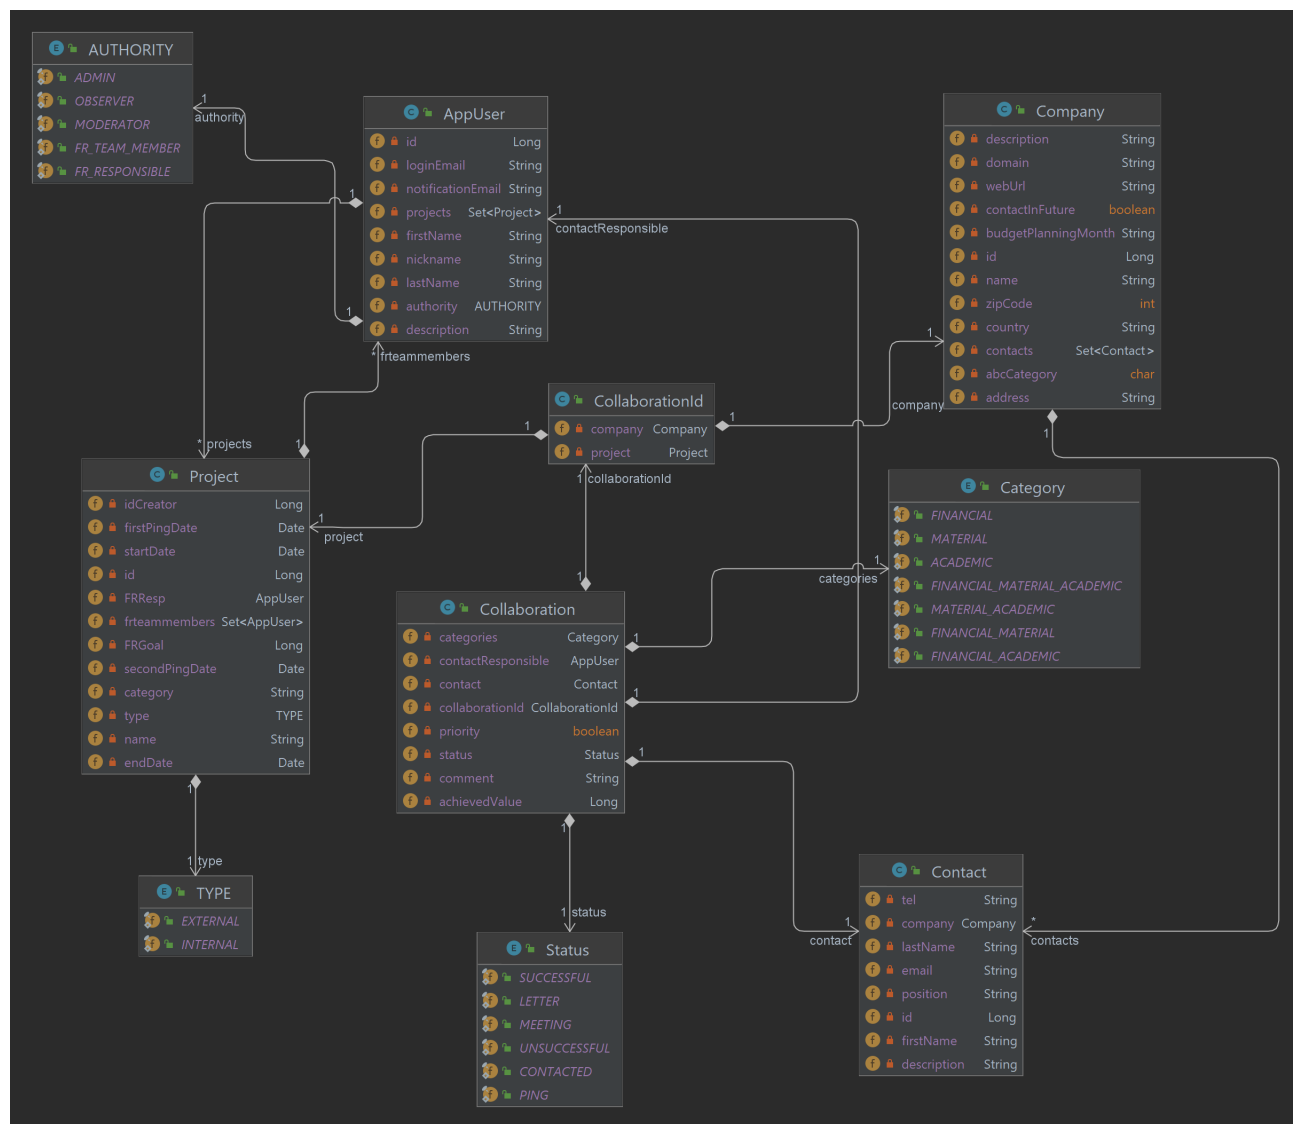 AUTHORITY
ADMIN
OBSERVER
MODERATOR
FR_TEAM_MEMBER
FR_RESPONSIBLE
1
authority
AppUser
id Long
loginEmail String
notificationEmail String
projects Set<Project>
firstName String
nickname String
lastName String
authority AUTHORITY
description String
1
1
1
contactResponsible
* frteammembers
Company
description String
domain String
webUrl String
contactInFuture boolean
budgetPlanningMonth String
id Long
name String
zipCode int
country String
contacts Set<Contact>
abcCategory char
address String
1
company
1
CollaborationId
company Company
project Project
1
1
1 collaborationId
* projects
1
Project
idCreator Long
firstPingDate Date
startDate Date
id Long
FRResp AppUser
frteammembers Set<AppUser>
FRGoal Long
secondPingDate Date
category String
type TYPE
name String
endDate Date
1
project
Category
FINANCIAL
MATERIAL
ACADEMIC
FINANCIAL_MATERIAL_ACADEMIC
MATERIAL_ACADEMIC
FINANCIAL_MATERIAL
FINANCIAL_ACADEMIC
1
categories
1
Collaboration
categories Category
contactResponsible AppUser
contact Contact
collaborationId CollaborationId
priority boolean
status Status
comment String
achievedValue Long
1
1
1
1
1
1 type
TYPE
EXTERNAL
INTERNAL
1 status
Status
SUCCESSFUL
LETTER
MEETING
UNSUCCESSFUL
CONTACTED
PING
1
contact
Contact
tel String
company Company
lastName String
email String
position String
id Long
firstName String
description String
*
contacts